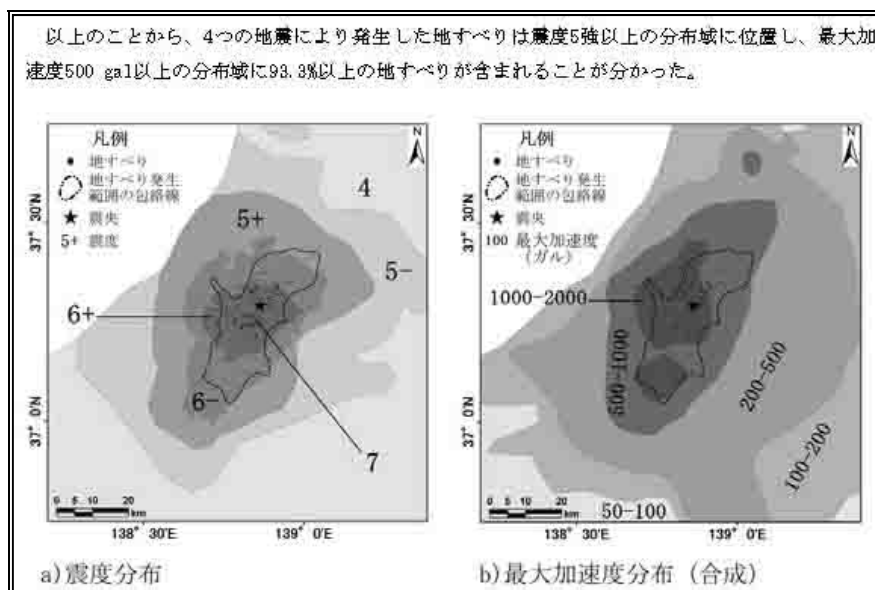 以上のことから、4つの地震により発生した地すべりは震度5強以上の分布域に位置し、最大加
速度500 gal以上の分布域に93.3%以上の地すべりが含まれることが分かった。
凡例
地すべり
地すべり発生
範囲の包絡線
震央
5+ 震度
N
4
5+
5-
6+
6-
7
37° 30'N
37° 0'N
0 5 10 20
km
138° 30'E
139° 0'E
a)震度分布
凡例
地すべり
地すべり発生
範囲の包絡線
震央
100 最大加速度
(ガル)
N
1000-2000
500-1000
200-500
100-200
50-100
37° 30'N
37° 0'N
0 5 10 20
km
138° 30'E
139° 0'E
b)最大加速度分布（合成）